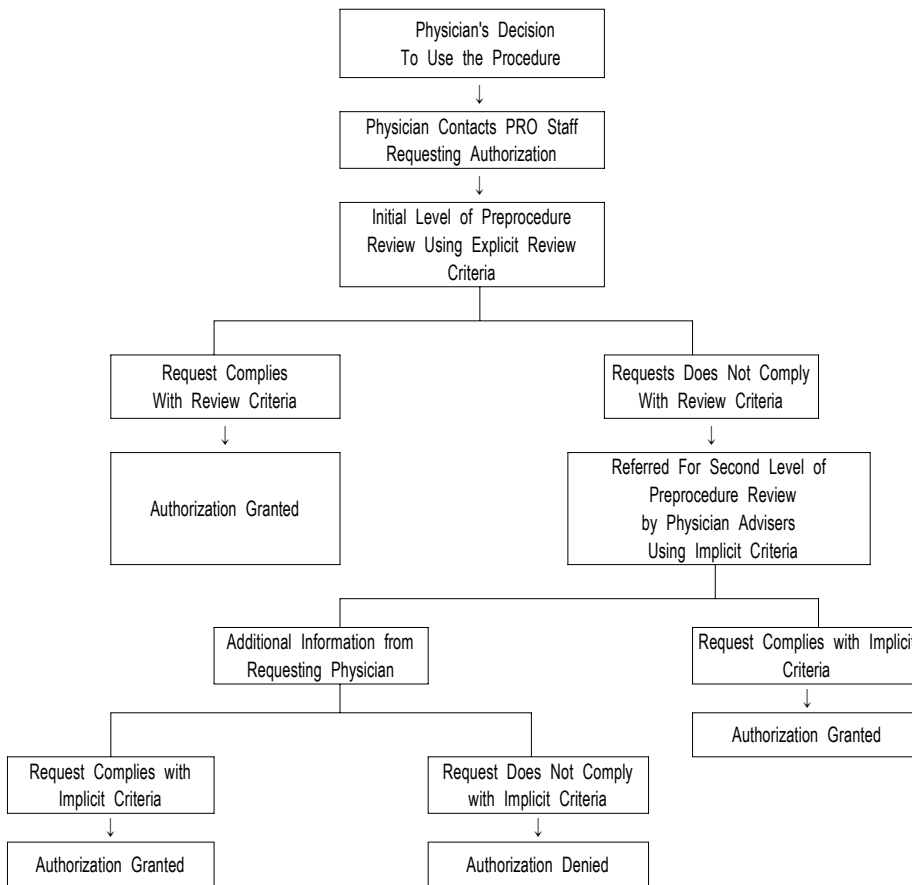 Physician's Decision
To Use the Procedure
↓
Physician Contacts PRO Staff
Requesting Authorization
↓
Initial Level of Preprocedure
Review Using Explicit Review
Criteria
Request Complies
With Review Criteria
↓
Authorization Granted
Requests Does Not Comply
With Review Criteria
↓
Referred For Second Level of
Preprocedure Review
by Physician Advisers
Using Implicit Criteria
Additional Information from
Requesting Physician
Request Complies with Implicit
Criteria
↓
Authorization Granted
Request Complies with
Implicit Criteria
↓
Authorization Granted
Request Does Not Comply
with Implicit Criteria
↓
Authorization Denied